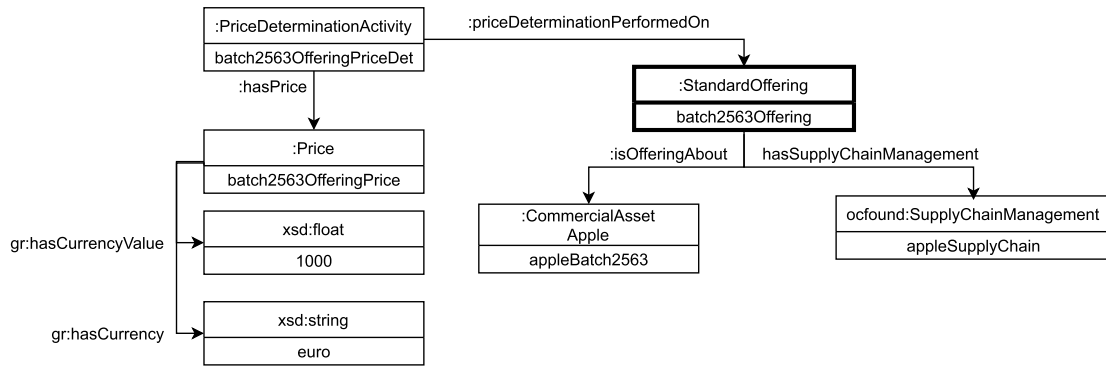 :PriceDeterminationActivity
batch2563OfferingPriceDet
:priceDeterminationPerformedOn
:hasPrice
:StandardOffering
batch2563Offering
:Price
batch2563OfferingPrice
:isOfferingAbout
hasSupplyChainManagement
:CommercialAsset
Apple
appleBatch2563
ocfound:SupplyChainManagement
appleSupplyChain
gr:hasCurrencyValue
xsd:float
1000
gr:hasCurrency
xsd:string
euro